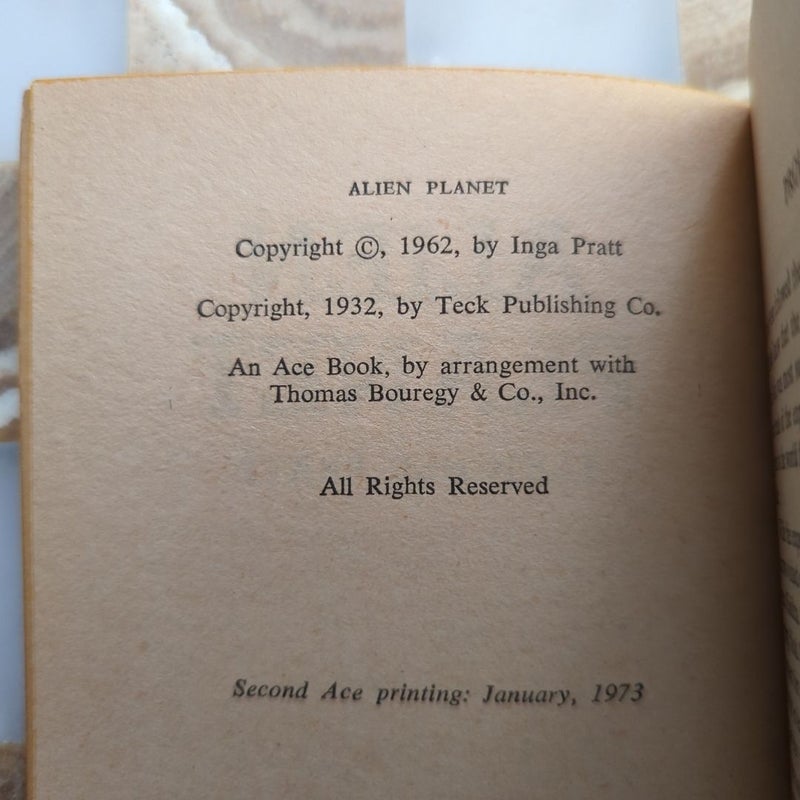 ALIEN PLANET
Copyright ©, 1962, by Inga Pratt
Copyright, 1932, by Teck Publishing Co.
An Ace Book, by arrangement with
Thomas Bouregy & Co., Inc.
All Rights Reserved
Second Ace printing: January, 1973